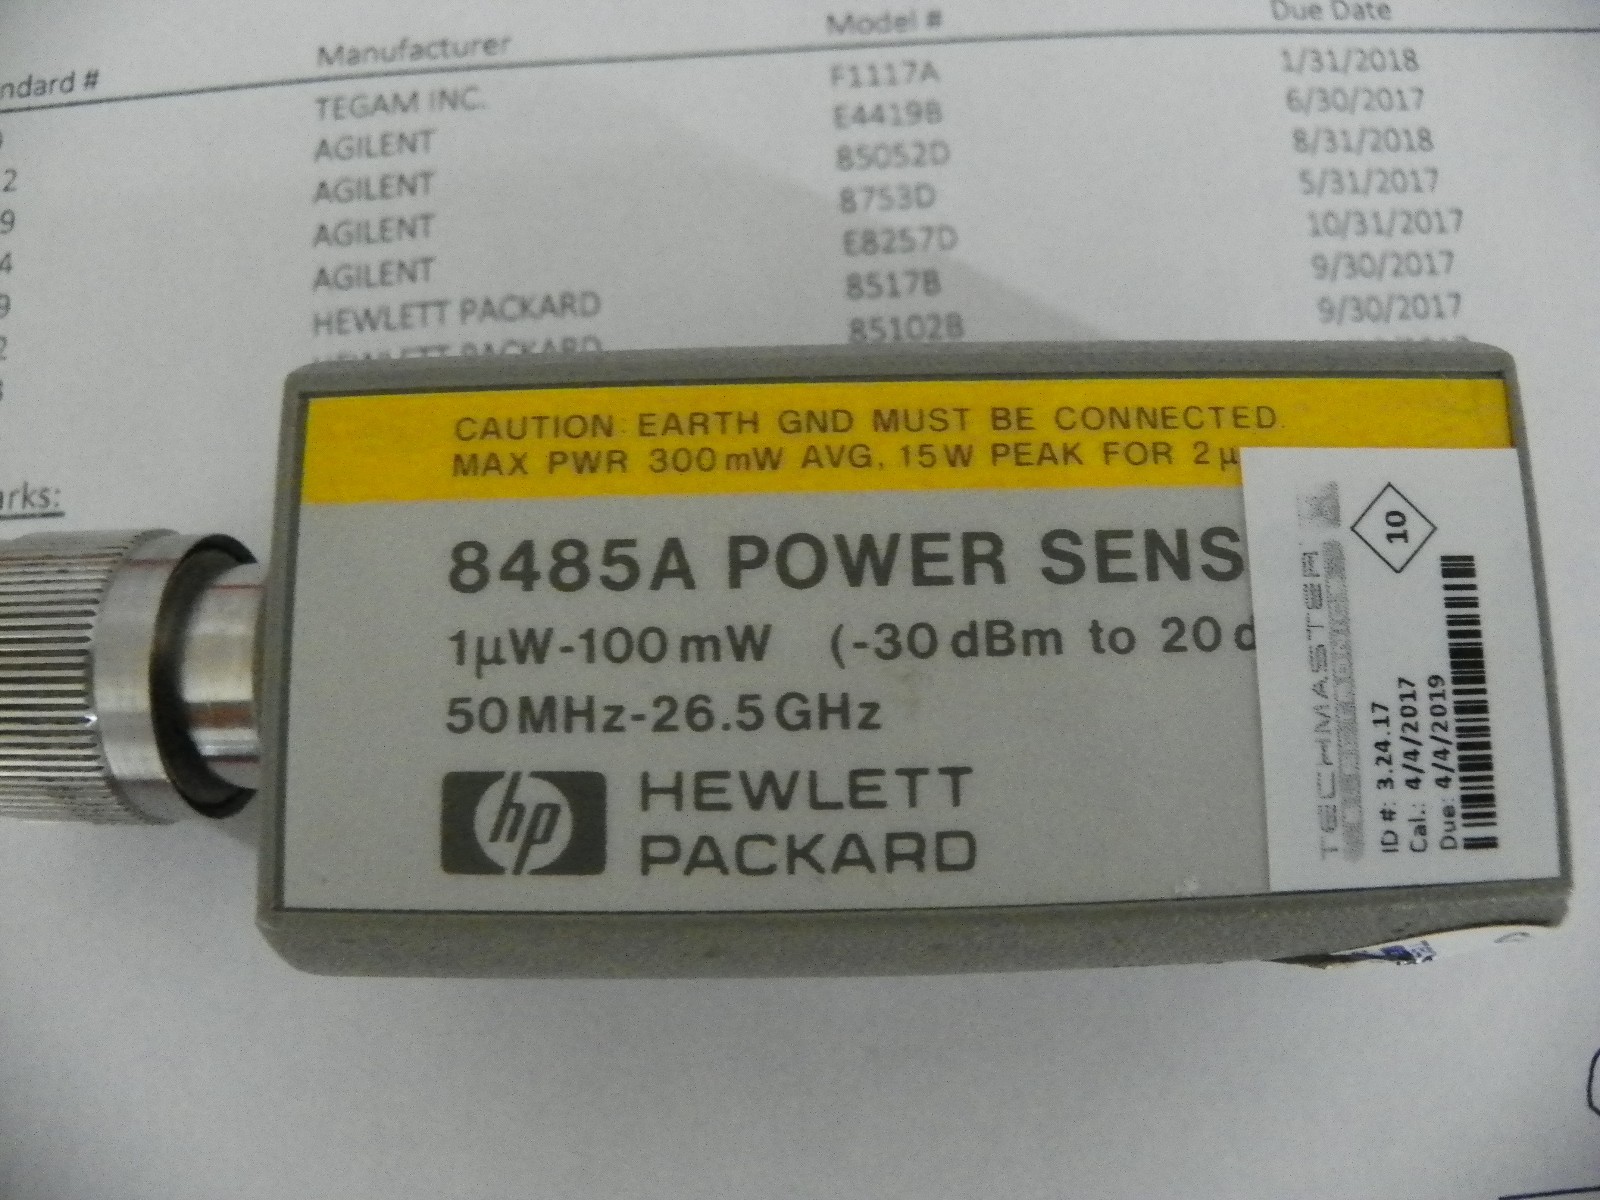 ndard #
Manufacturer
Model #
Due Date
TEGAM INC.
F1117A
1/31/2018
AGILENT
E4419B
6/30/2017
2
AGILENT
85052D
8/31/2018
9
AGILENT
8753D
5/31/2017
4
AGILENT
E8257D
10/31/2017
9
HEWLETT PACKARD
8517B
9/30/2017
2
HEWLETT PACKARD
85102B
9/30/2017
arks:
CAUTION: EARTH GND MUST BE CONNECTED.
MAX PWR 300mW AVG, 15W PEAK FOR 2μ
8485A POWER SENS
1μW-100mW (-30dBm to 20d
50MHz-26.5GHz
hp
HEWLETT
PACKARD
TECHMASTER
10
ID #: 3.24.17
Cal.: 4/4/2017
Due: 4/4/2019